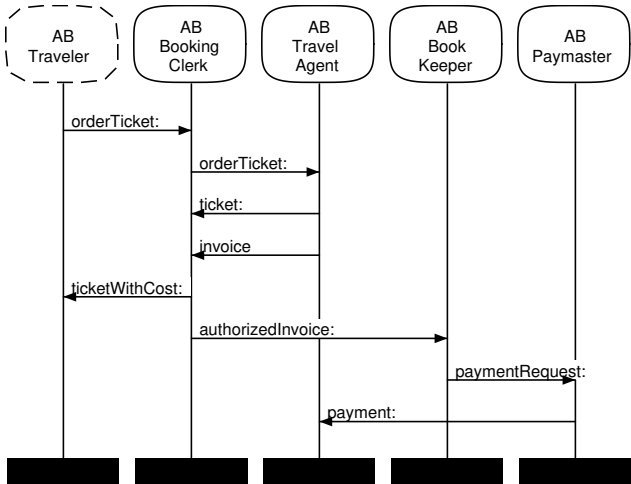 AB
Traveler
AB
Booking
Clerk
AB
Travel
Agent
AB
Book
Keeper
AB
Paymaster
orderTicket:
orderTicket:
ticket:
invoice
ticketWithCost:
authorizedInvoice:
paymentRequest:
payment: